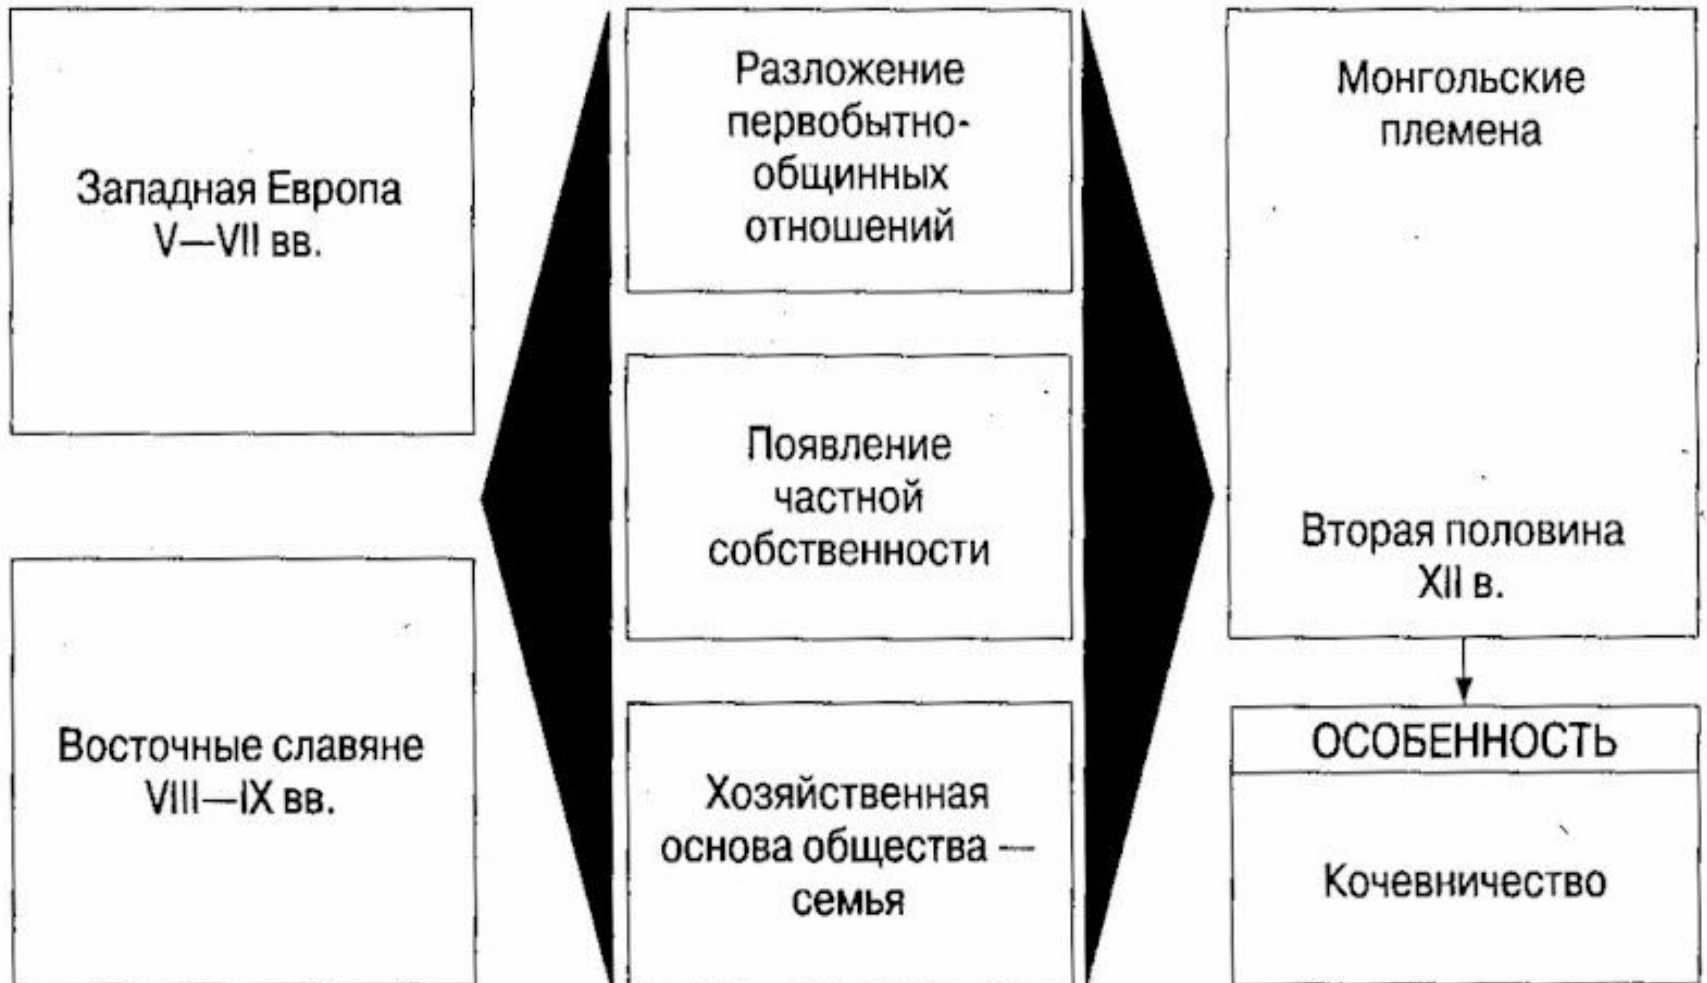 Западная Европа
V—VII вв.
Восточные славяне
VIII—IX вв.
Разложение
первобытно-
общинных
отношений
Появление
частной
собственности
Хозяйственная
основа общества —
семья
Монгольские
племена
Вторая половина
XII в.
ОСОБЕННОСТЬ
Кочевничество